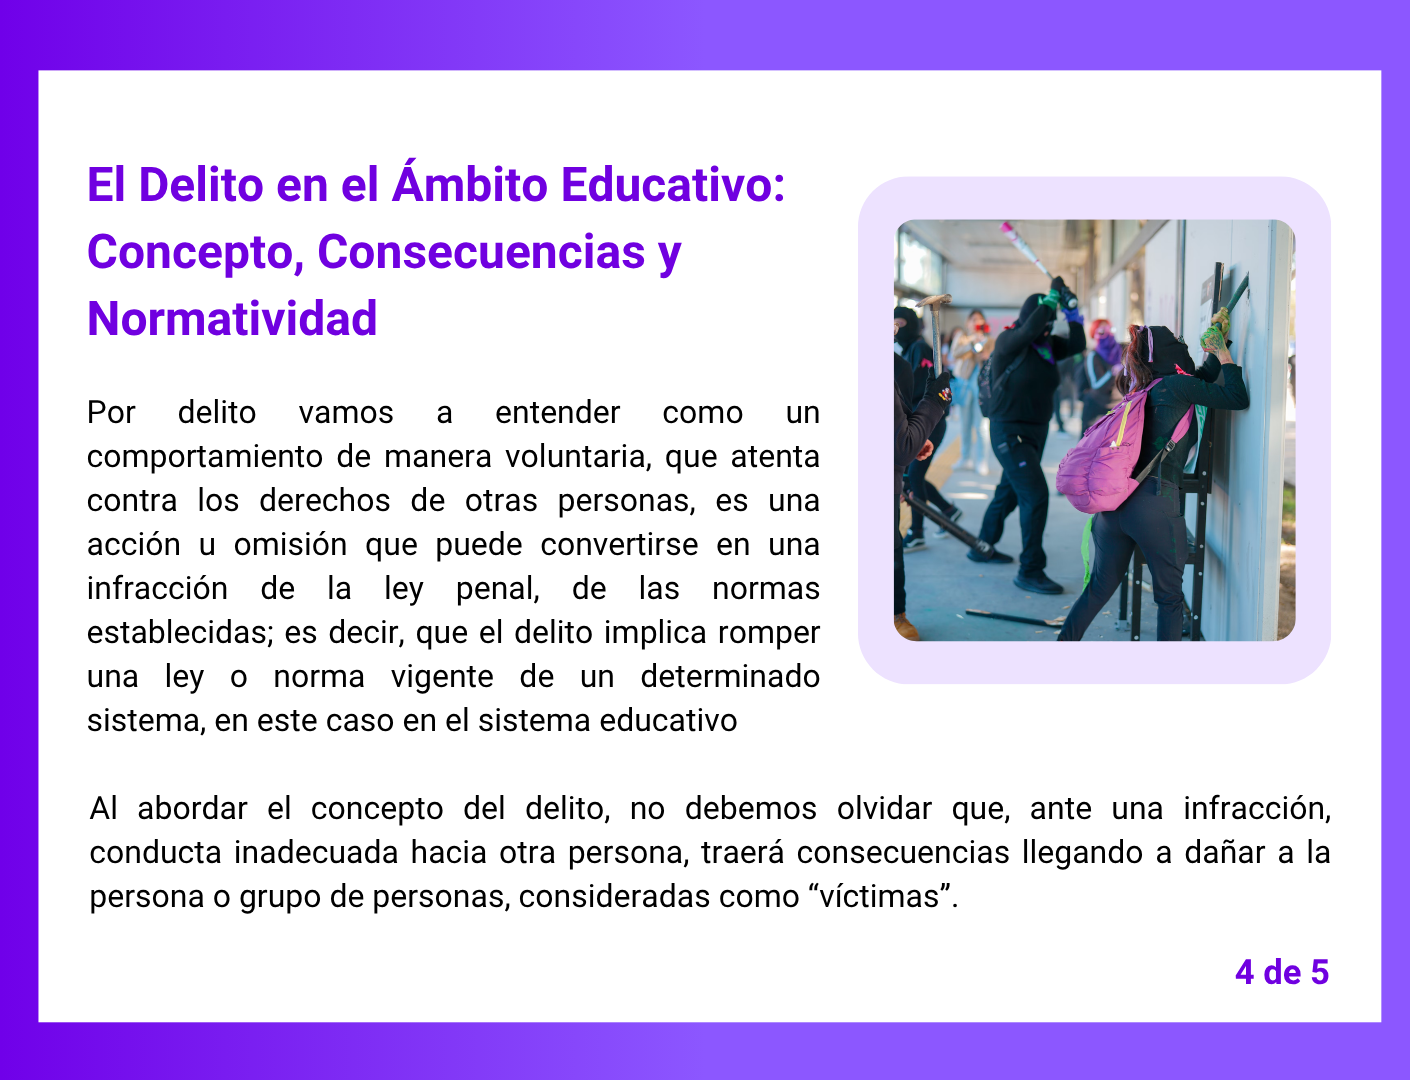 El Delito en el Ámbito Educativo:
Concepto, Consecuencias y
Normatividad
Por delito vamos a entender como un
comportamiento de manera voluntaria, que atenta
contra los derechos de otras personas, es una
acción u omisión que puede convertirse en una
infracción de la ley penal, de las normas
establecidas; es decir, que el delito implica romper
una ley o norma vigente de un determinado
sistema, en este caso en el sistema educativo
Al abordar el concepto del delito, no debemos olvidar que, ante una infracción,
conducta inadecuada hacia otra persona, traerá consecuencias llegando a dañar a la
persona o grupo de personas, consideradas como “víctimas”.
4 de 5